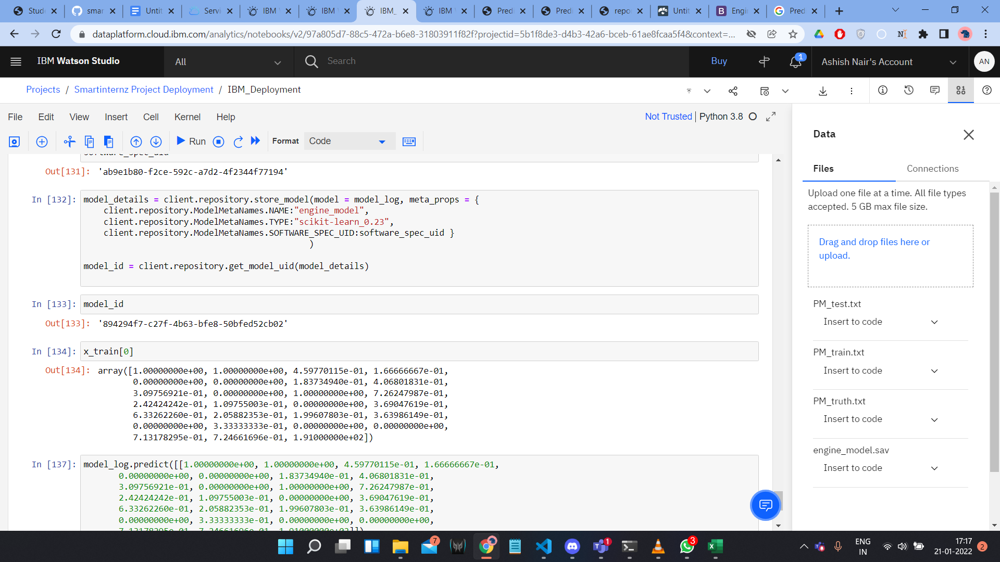 Stude
smar
Untit
Servi
IBM W
IBM W
IBM_
IBM W
Predi
Predi
repo
Untit
Engi
Pred
dataplatform.cloud.ibm.com/analytics/notebooks/v2/97a805d7-88c5-472a-b6e8-31803911f82f?projectid=5b1f8de3-d4b3-42a6-bceb-61ae8fcaa5f4&context=...
IBM Watson Studio
All
Search
Buy
1
Ashish Nair's Account
AN
Projects / Smartinternz Project Deployment / IBM_Deployment
File Edit View Insert Cell Kernel Help
Not Trusted | Python 3.8
Run
Format
Code
software_spec_uid
Out[131]: 'ab9e1b80-f2ce-592c-a7d2-4f2344f77194'
In [132]: model_details = client.repository.store_model(model = model_log, meta_props = {
client.repository.ModelMetaNames.NAME:"engine_model",
client.repository.ModelMetaNames.TYPE:"scikit-learn_0.23",
client.repository.ModelMetaNames.SOFTWARE_SPEC_UID:software_spec_uid }
)
model_id = client.repository.get_model_uid(model_details)
In [133]: model_id
Out[133]: '894294f7-c27f-4b63-bfe8-50bfed52cb02'
In [134]: x_train[0]
Out[134]: array([1.00000000e+00, 1.00000000e+00, 4.59770115e-01, 1.66666667e-01,
0.00000000e+00, 0.00000000e+00, 1.83734940e-01, 4.06801831e-01,
3.09756921e-01, 0.00000000e+00, 1.00000000e+00, 7.26247987e-01,
2.42424242e-01, 1.09755003e-01, 0.00000000e+00, 3.69047619e-01,
6.33262260e-01, 2.05882353e-01, 1.99607803e-01, 3.63986149e-01,
0.00000000e+00, 3.33333333e-01, 0.00000000e+00, 0.00000000e+00,
7.13178295e-01, 7.24661696e-01, 1.91000000e+02])
In [137]: model_log.predict([[1.00000000e+00, 1.00000000e+00, 4.59770115e-01, 1.66666667e-01,
0.00000000e+00, 0.00000000e+00, 1.83734940e-01, 4.06801831e-01,
3.09756921e-01, 0.00000000e+00, 1.00000000e+00, 7.26247987e-01,
2.42424242e-01, 1.09755003e-01, 0.00000000e+00, 3.69047619e-01,
6.33262260e-01, 2.05882353e-01, 1.99607803e-01, 3.63986149e-01,
0.00000000e+00, 3.33333333e-01, 0.00000000e+00, 0.00000000e+00,
7.13178295e-01, 7.24661696e-01, 1.91000000e+02]])
Data
Files
Connections
Upload one file at a time. All file types
accepted. 5 GB max file size.
Drag and drop files here or
upload.
PM_test.txt
Insert to code
PM_train.txt
Insert to code
PM_truth.txt
Insert to code
engine_model.sav
Insert to code
7
1
3
ENG
IN
17:17
21-01-2022
2